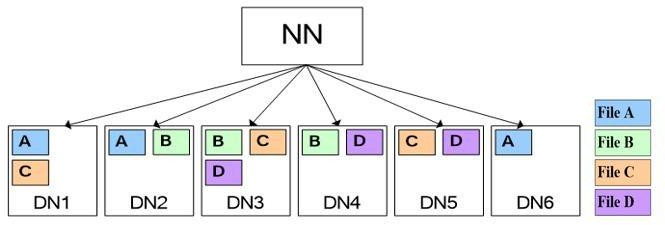 NN
A
C
DN1
A B
DN2
B C
D
DN3
B D
DN4
C D
DN5
A
DN6
File A
File B
File C
File D